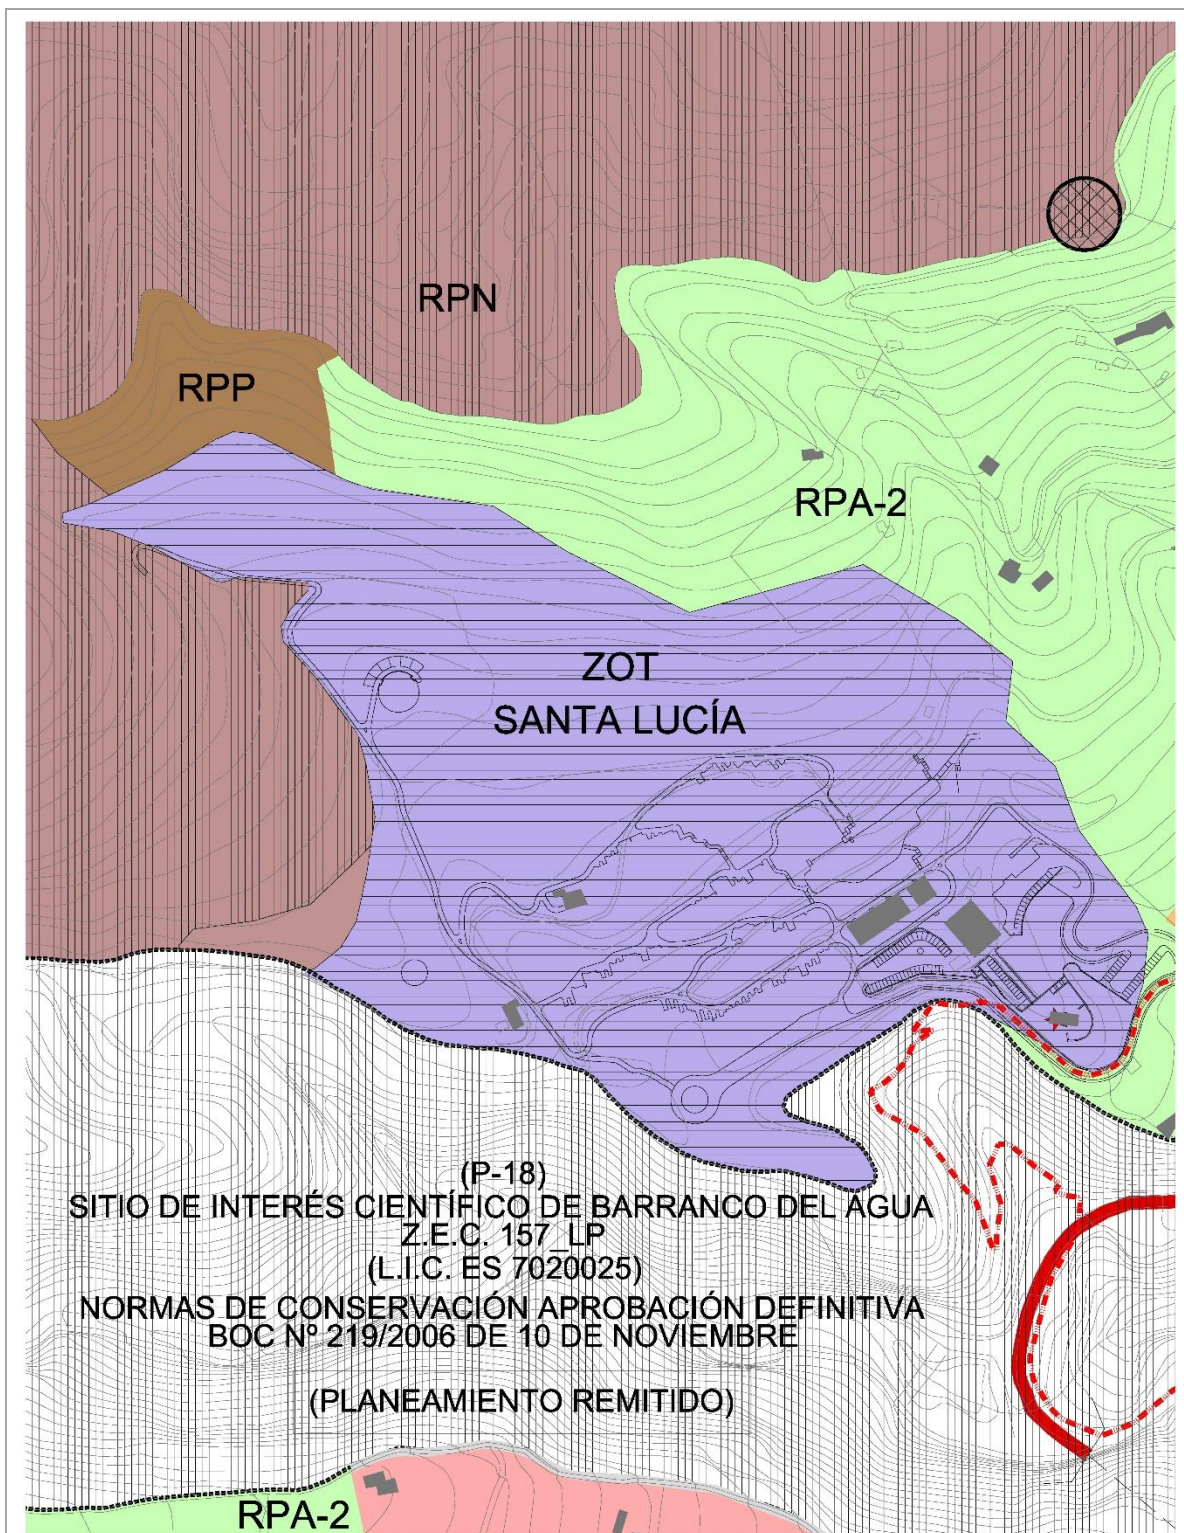 RPN
RPP
RPA-2
ZOT
SANTA LUCÍA
(P-18)
SITIO DE INTERÉS CIENTÍFICO DE BARRANCO DEL AGUA
Z.E.C. 157_LP
(L.I.C. ES 7020025)
NORMAS DE CONSERVACIÓN APROBACIÓN DEFINITIVA
BOC Nº 219/2006 DE 10 DE NOVIEMBRE
(PLANEAMIENTO REMITIDO)
RPA-2